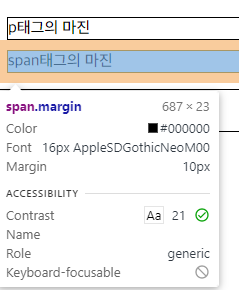 p태그의 마진
span태그의 마진
span.margin 687 × 23
Color #000000
Font 16px AppleSDGothicNeoM00
Margin 10px
ACCESSIBILITY
Contrast Aa 21
Name
Role generic
Keyboard-focusable